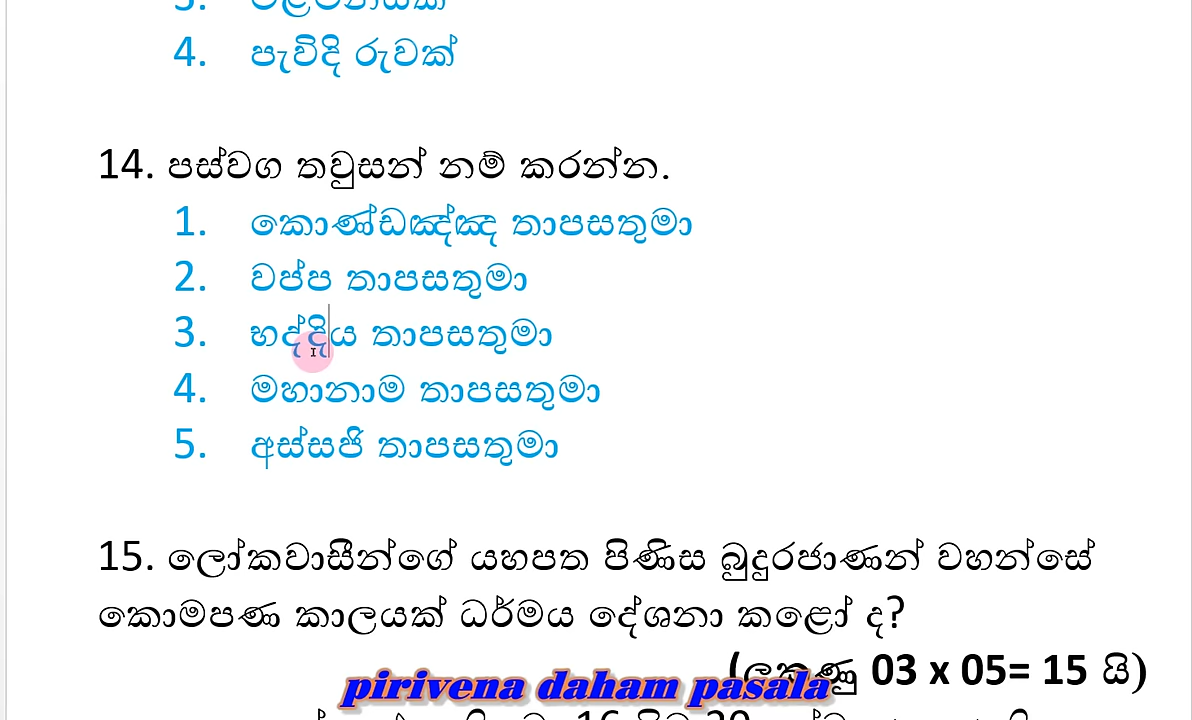 4. පැවිදි රුවක්
14. පස්වග තවුසන් නම් කරන්න.
1. කොණ්ඩඤ්ඤ තාපසතුමා
2. වප්ප තාපසතුමා
3. භද්දිය තාපසතුමා
4. මහානාම තාපසතුමා
5. අස්සජි තාපසතුමා
15. ලෝකවාසීන්ගේ යහපත පිණිස බුදුරජාණන් වහන්සේ
කොමපණ කාලයක් ධර්මය දේශනා කළෝ ද?
(ලකුණු 03 x 05= 15 යි)
pirivena daham pasala